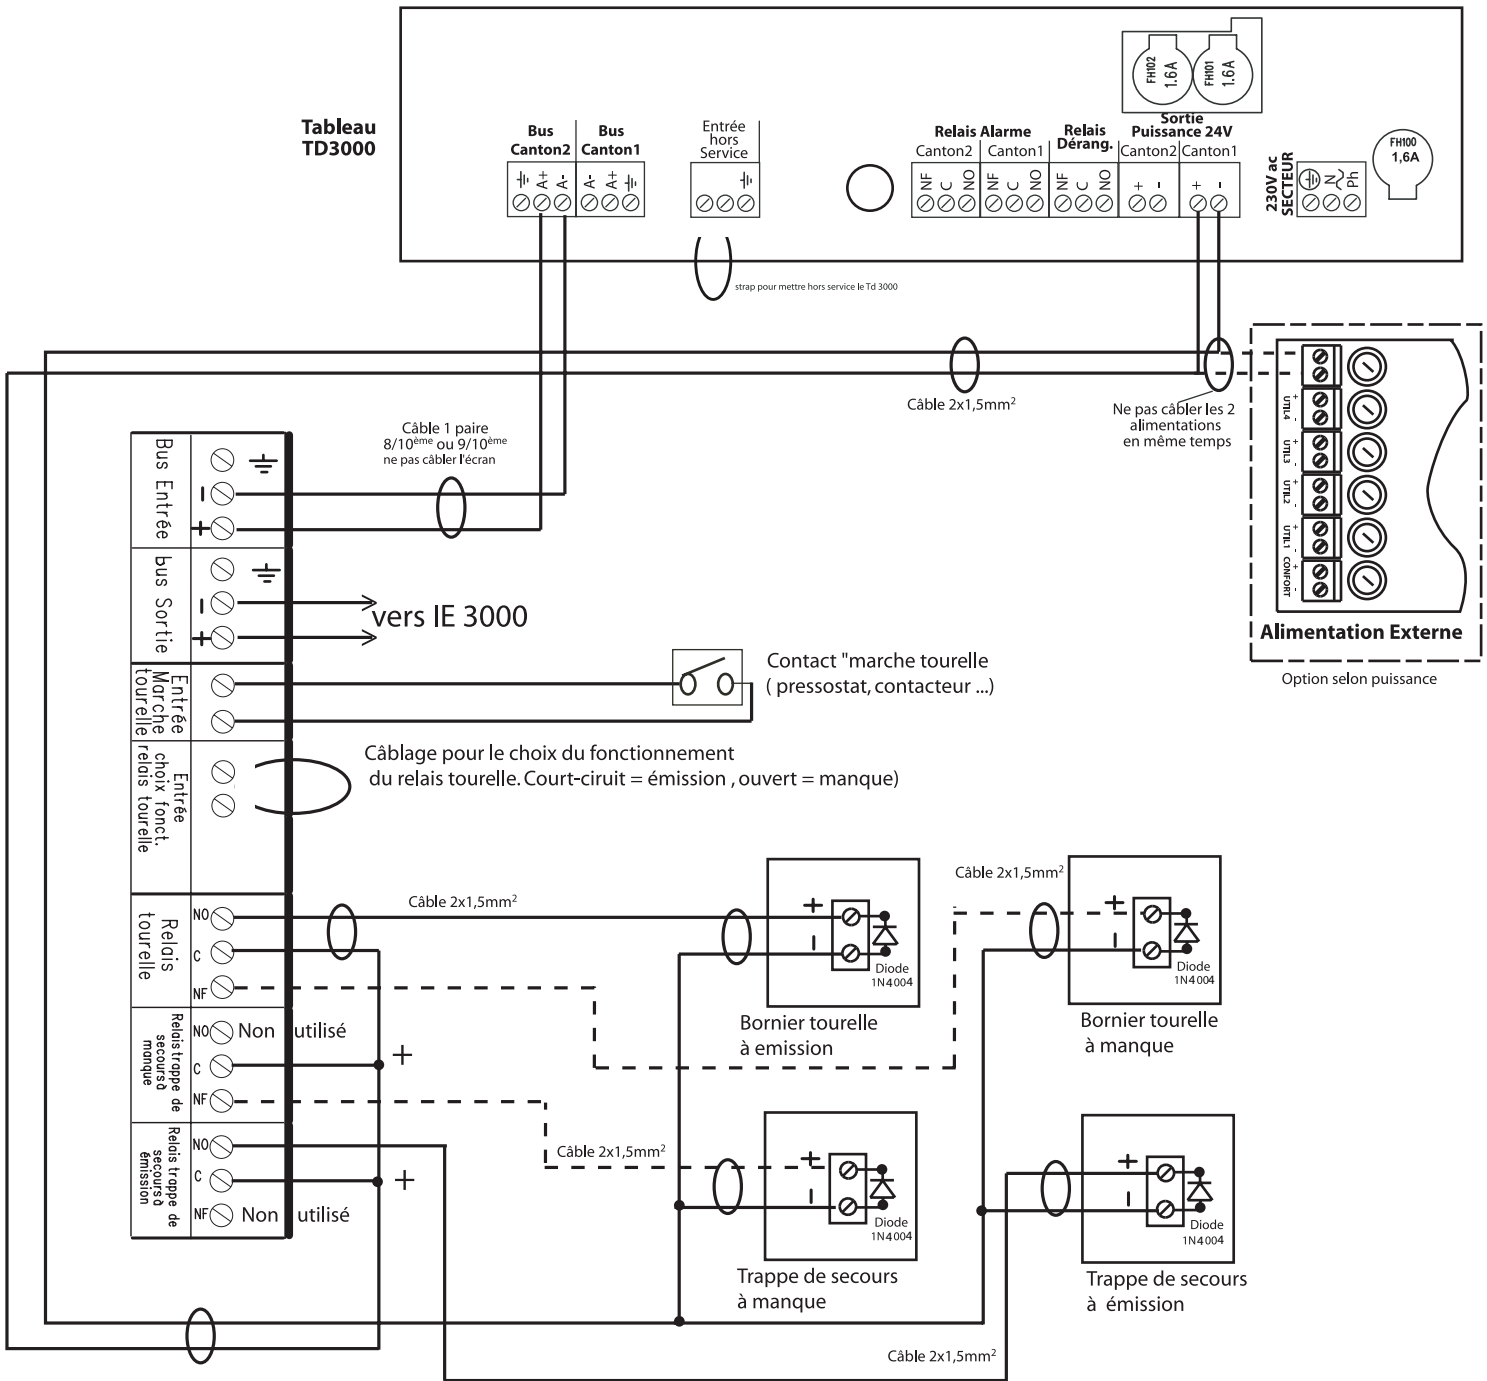 Tableau
TD3000
Bus
Canton2
Bus
Canton1
A+
A-
A-
A+
Entrée
hors
Service
Relais Alarme
Canton2
Canton1
Relais
Dérang.
Sortie
Puissance 24V
Canton2
Canton1
NF
C
NO
NF
C
NO
NF
C
NO
+
-
+
-
FH102
1.6A
FH101
1.6A
230V ac
SECTEUR
N
Ph
FH100
1,6A
strap pour mettre hors service le Td 3000
Câble 2x1,5mm²
Ne pas câbler les 2
alimentations
en même temps
UTIL4
+
-
UTIL3
+
-
UTIL2
+
-
UTIL1
+
-
CONFORT
+
-
Alimentation Externe
Option selon puissance
Câble 1 paire
8/10ème ou 9/10ème
ne pas câbler l'écran
Bus Entrée
-
+
bus Sortie
-
+
vers IE 3000
Entrée
Marche
tourelle
Contact "marche tourelle
( pressostat, contacteur ...)
Entrée
choix fonct.
relais tourelle
Câblage pour le choix du fonctionnement
du relais tourelle. Court-ciruit = émission , ouvert = manque)
Relais
tourelle
NO
C
NF
Câble 2x1,5mm²
+
-
Diode
1N4004
Bornier tourelle
à emission
Câble 2x1,5mm²
+
-
Diode
1N4004
Bornier tourelle
à manque
Relais trappe de
secours à
manque
NO
Non utilisé
C
+
NF
Relais trappe de
secours à
émission
NO
C
+
NF
Non utilisé
Câble 2x1,5mm²
+
-
Diode
1N4004
Trappe de secours
à manque
+
-
Diode
1N4004
Trappe de secours
à émission
Câble 2x1,5mm²